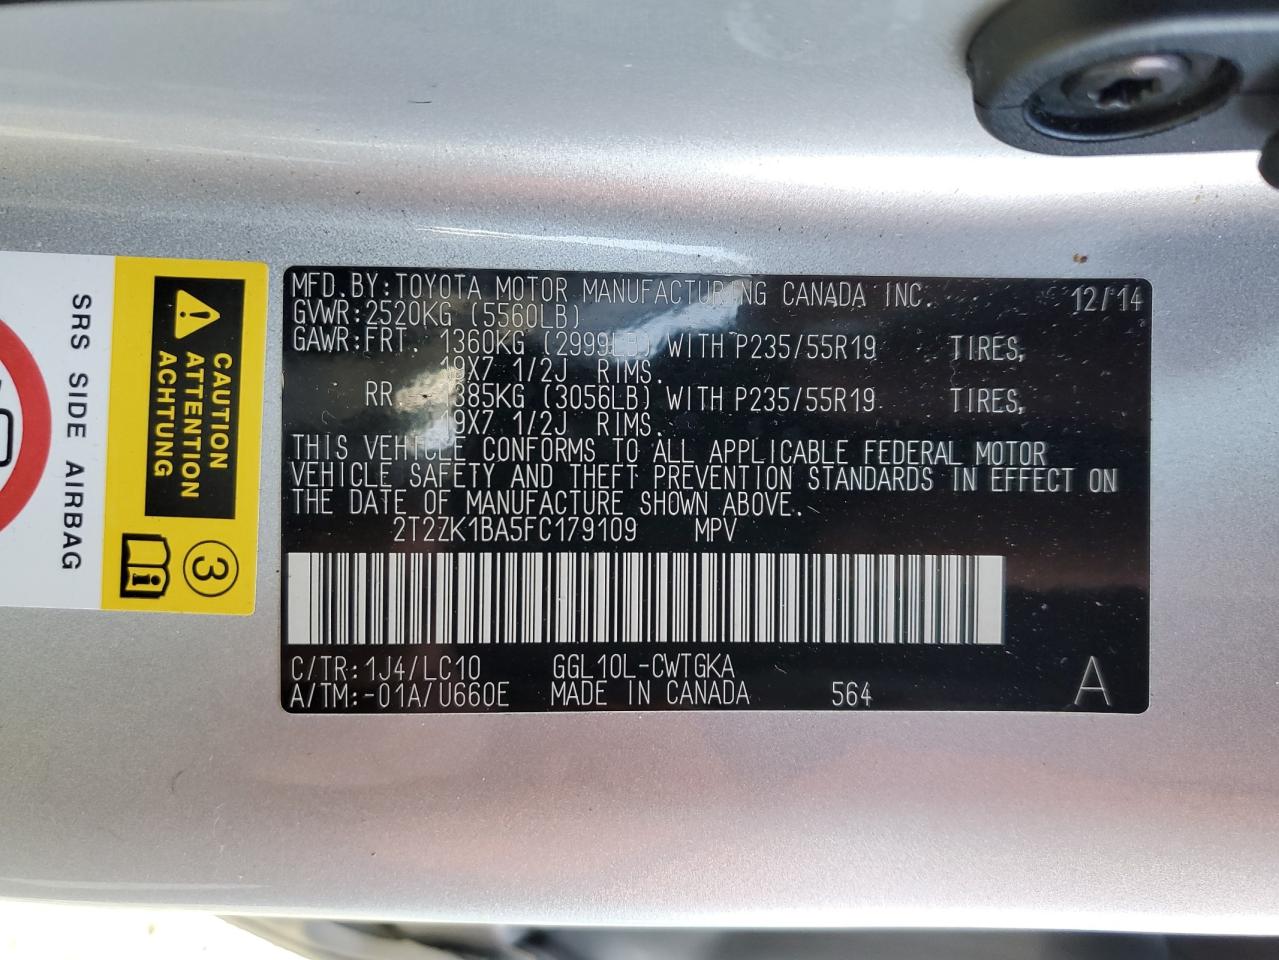 MFD.BY:TOYOTA MOTOR MANUFACTURING CANADA INC. 12/14
GVWR:2520KG (5560LB)
GAWR:FRT. 1360KG (2999LB) WITH P235/55R19 TIRES,
19X7 1/2J RIMS.
RR 1385KG (3056LB) WITH P235/55R19 TIRES,
19X7 1/2J RIMS.
THIS VEHICLE CONFORMS TO ALL APPLICABLE FEDERAL MOTOR
VEHICLE SAFETY AND THEFT PREVENTION STANDARDS IN EFFECT ON
THE DATE OF MANUFACTURE SHOWN ABOVE.
2T2ZK1BA5FC179109 MPV
C/TR:1J4/LC10 GGL10L-CWTGKA
A/TM:-01A/U660E MADE IN CANADA 564 A
CAUTION
ATTENTION
ACHTUNG
3
SRS SIDE AIRBAG